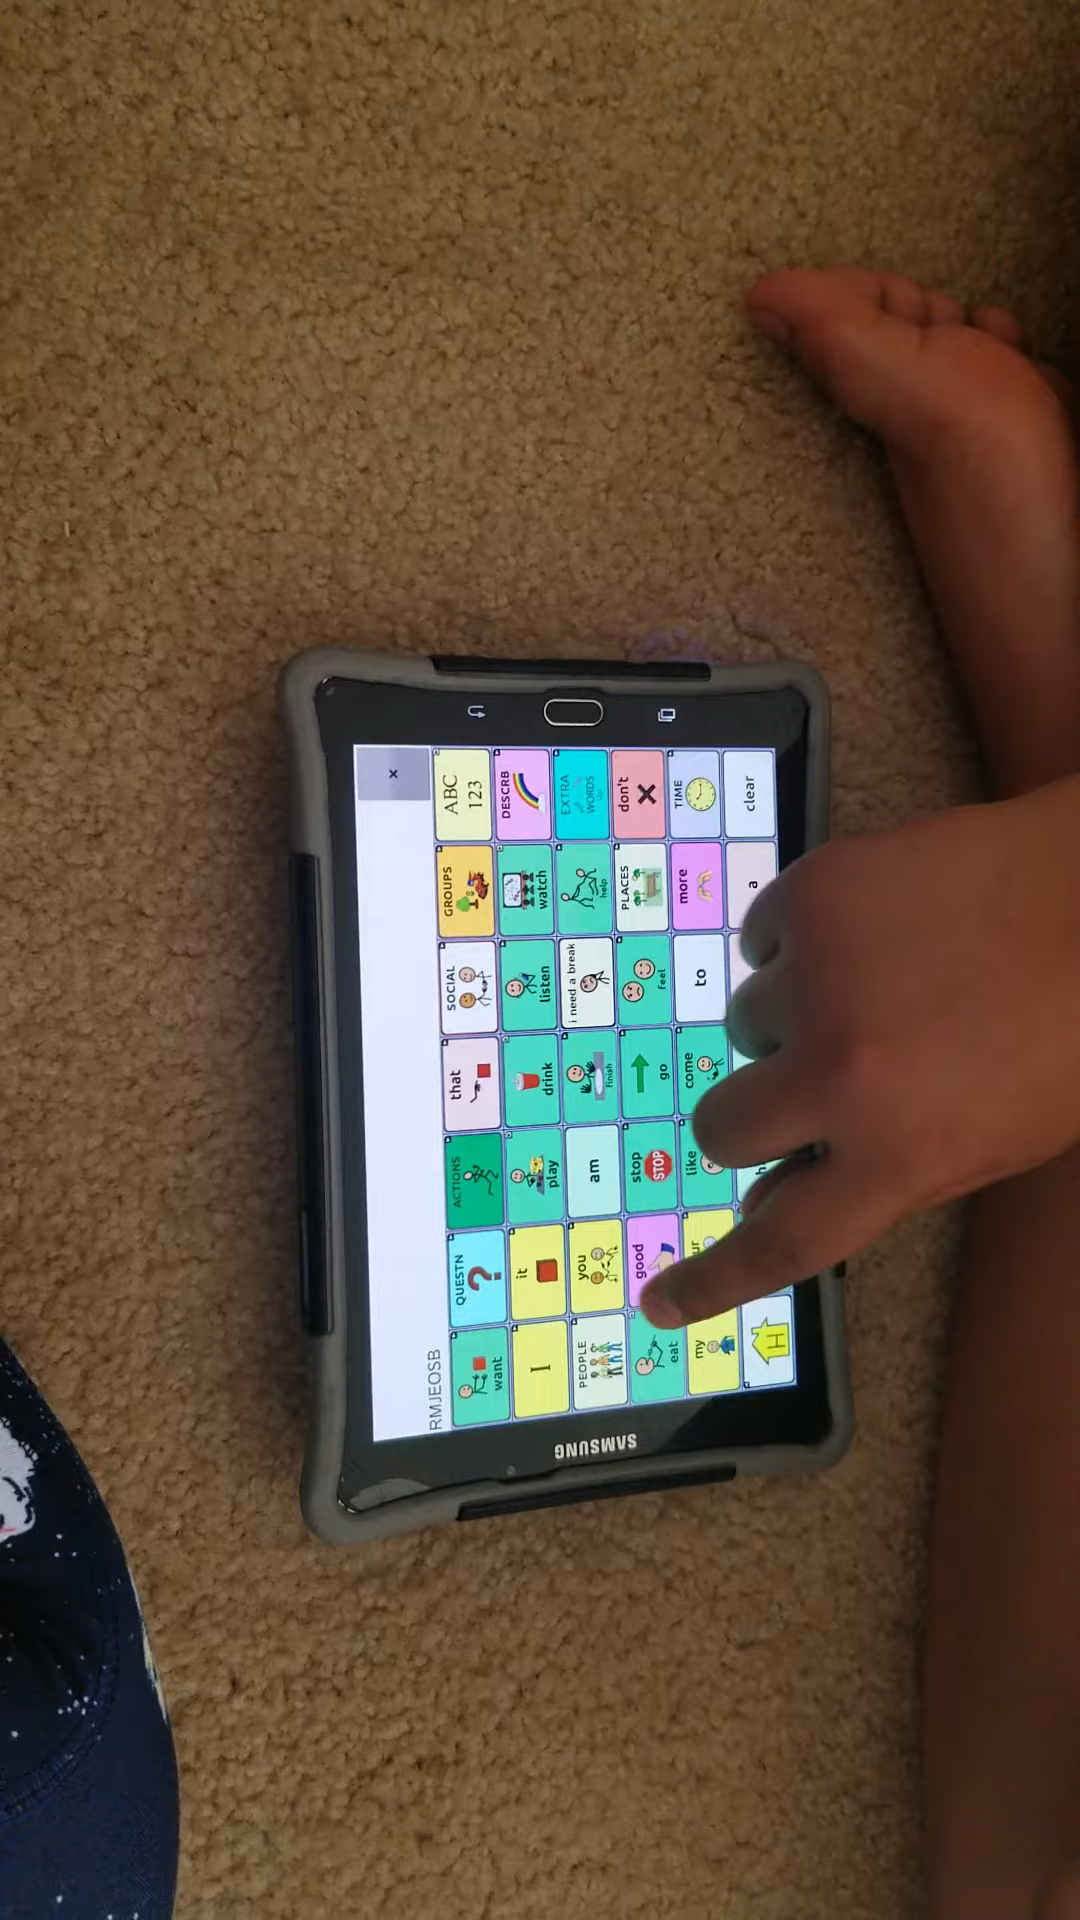 RMJEOSB
×
want
QUESTN
?
ACTIONS
that
SOCIAL
GROUPS
ABC
123
I
it
play
drink
listen
watch
DESCRB
PEOPLE
you
am
finish
i need a break
help
EXTRA
WORDS
eat
good
stop
STOP
go
feel
PLACES
don't
my
like
come
to
more
TIME
H
a
clear
SAMSUNG